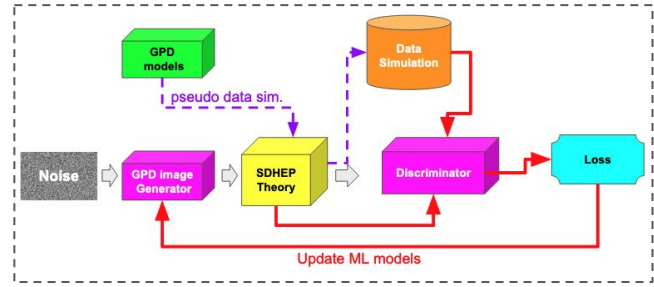 GPD
models
Data
Simulation
pseudo data sim.
Noise
GPD image
Generator
SDHEP
Theory
Discriminator
Loss
Update ML models